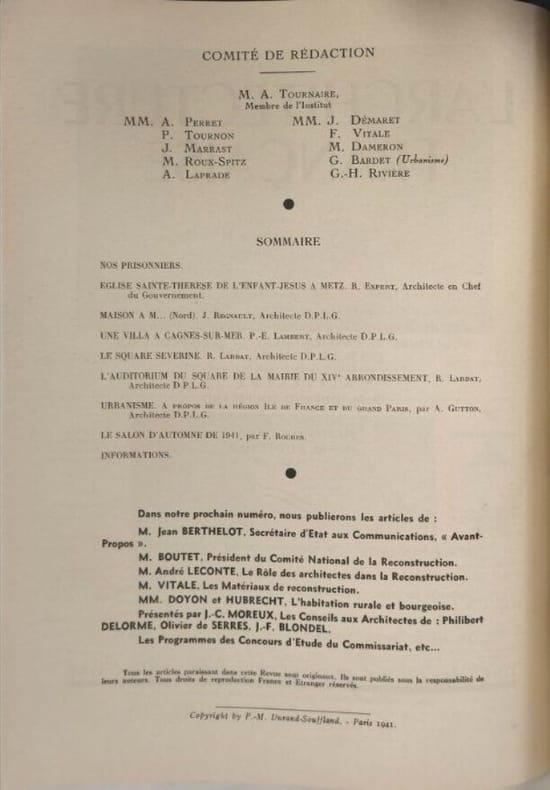 COMITÉ DE RÉDACTION
M. A. TOURNAIRE,
Membre de l'Institut
MM. A. PERRET
P. TOURNON
J. MARRAST
M. ROUX-SPITZ
A. LAPRADE
MM. J. DÉMARET
F. VITALE
M. DAMERON
G. BARDET (Urbanisme)
G.-H. RIVIÈRE
SOMMAIRE
NOS PRISONNIERS.
EGLISE SAINTE-THERESE DE L'ENFANT-JESUS A METZ. R. EXPERT, Architecte en Chef
du Gouvernement.
MAISON A M... (Nord). J. REGNAULT, Architecte D.P.L.G.
UNE VILLA A CAGNES-SUR-MER. P.-E. LAMBERT, Architecte D.P.L.G.
LE SQUARE SEVERINE. R. LARDAT, Architecte D.P.L.G.
L'AUDITORIUM DU SQUARE DE LA MAIRIE DU XIVe ARRONDISSEMENT, R. LARDAT,
Architecte D.P.L.G.
URBANISME. A PROPOS DE LA RÉGION ILE DE FRANCE ET DU GRAND PARIS, par A. GUTTON,
Architecte D.P.L.G.
LE SALON D'AUTOMNE DE 1941, par F. ROCHES.
INFORMATIONS.
Dans notre prochain numéro, nous publierons les articles de :
M. Jean BERTHELOT, Secrétaire d'Etat aux Communications, « Avant-
Propos ».
M. BOUTET, Président du Comité National de la Reconstruction.
M. André LECONTE, Le Rôle des architectes dans la Reconstruction.
M. VITALE, Les Matériaux de reconstruction.
MM. DOYON et HUBRECHT, L'habitation rurale et bourgeoise.
Présentés par J.-C. MOREUX, Les Conseils aux Architectes de : Philibert
DELORME, Olivier de SERRES, J.-F. BLONDEL.
Les Programmes des Concours d'Etude du Commissariat, etc...
Tous les articles paraissant dans cette Revue sont originaux. Ils sont publiés sous la responsabilité de
leurs auteurs. Tous droits de reproduction France et Etranger réservés.
Copyright by P.-M. Durand-Souffland. - Paris 1941.